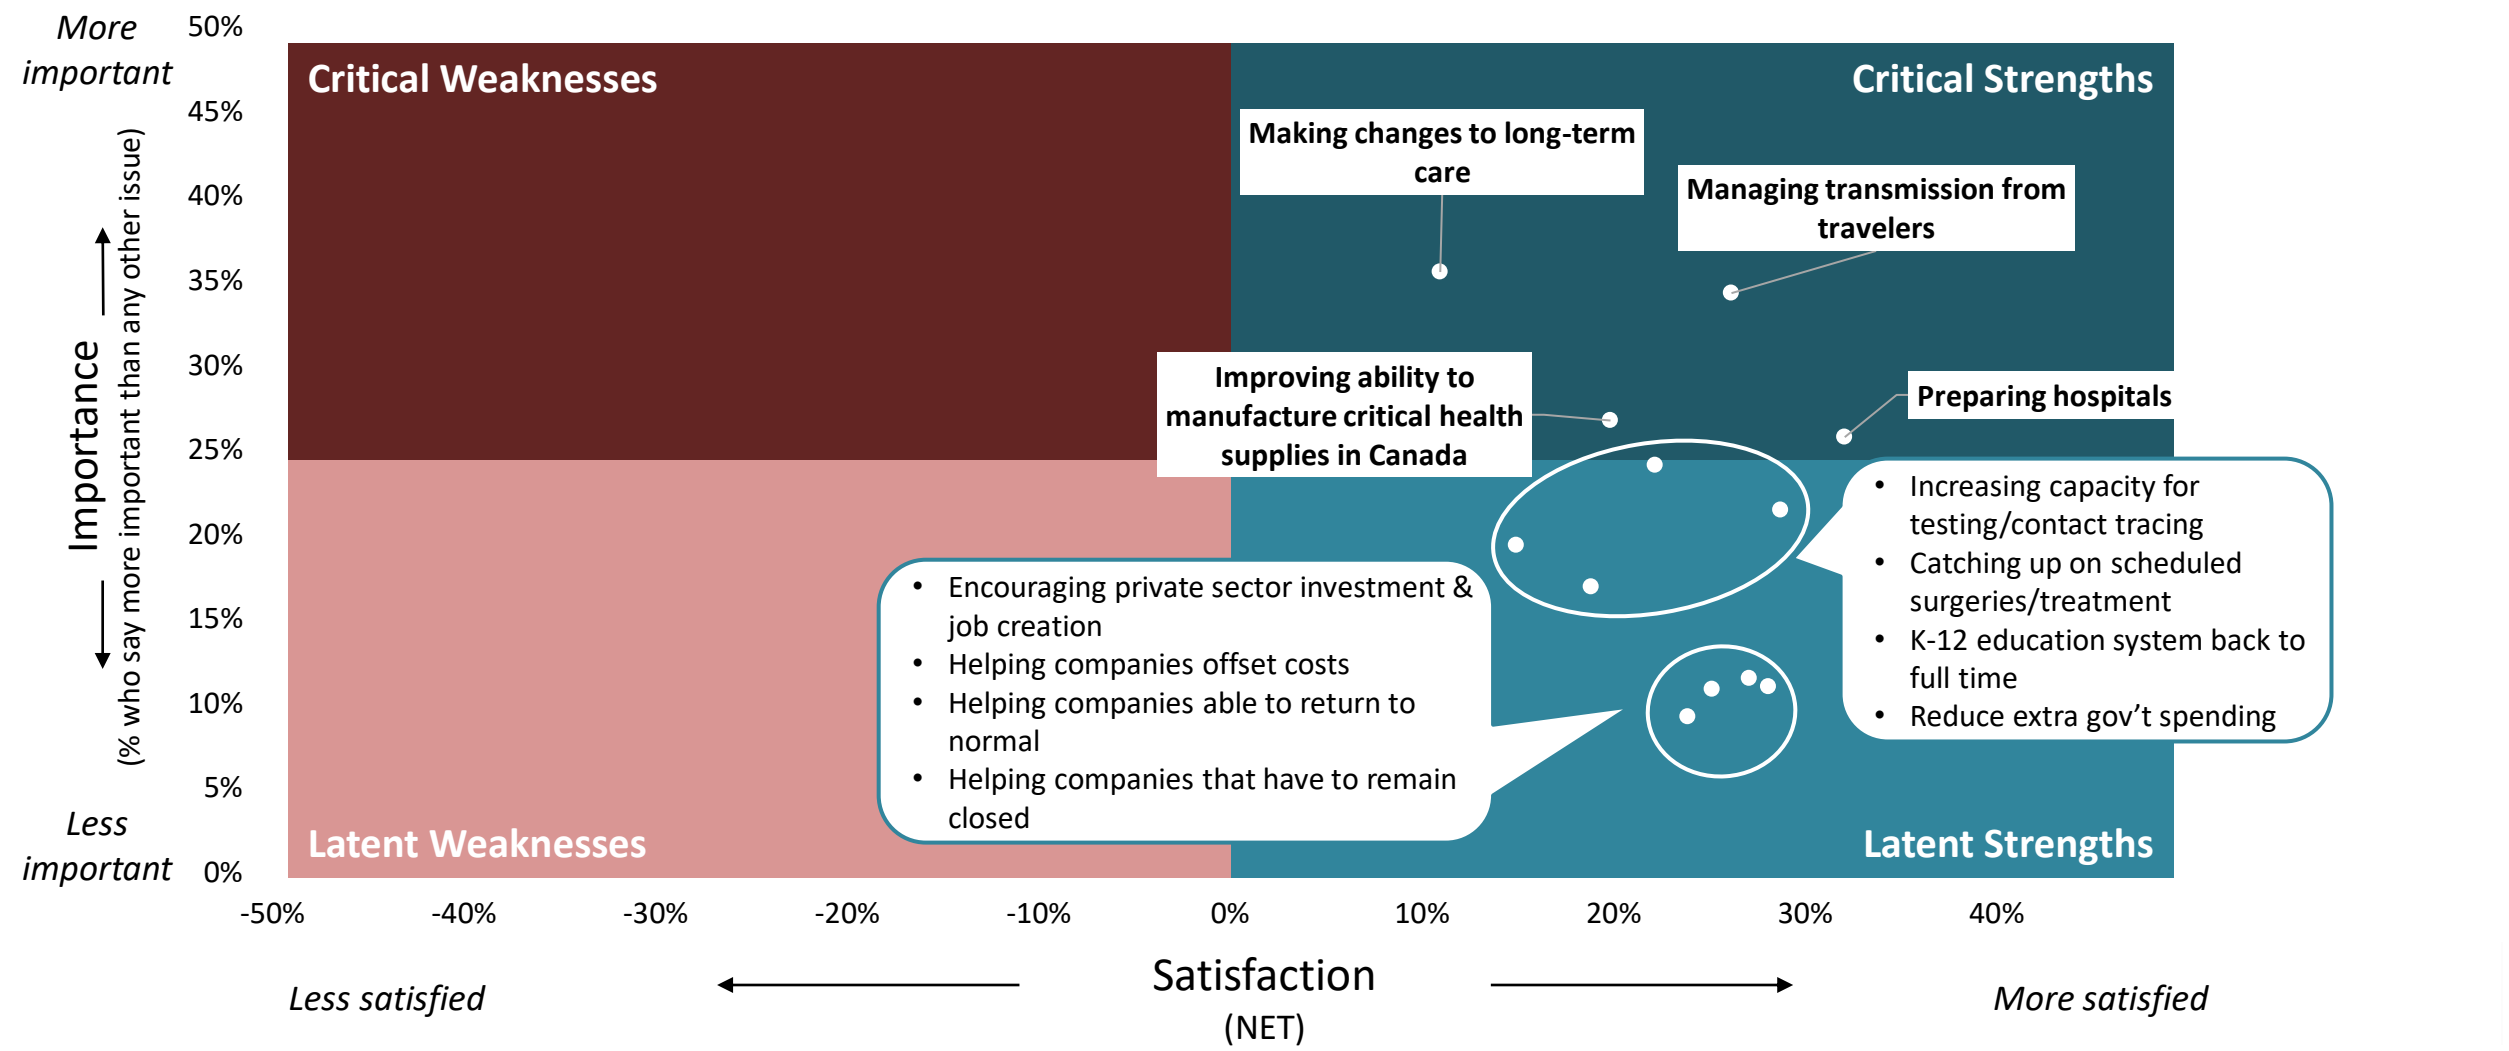 More
important
50%
45%
40%
35%
30%
25%
20%
15%
10%
5%
0%
Less
important
Importance
(% who say more important than any other issue)
Critical Weaknesses
Critical Strengths
Making changes to long-term
care
Managing transmission from
travelers
Improving ability to
manufacture critical health
supplies in Canada
Preparing hospitals
• Increasing capacity for
testing/contact tracing
• Catching up on scheduled
surgeries/treatment
• K-12 education system back to
full time
• Reduce extra gov’t spending
• Encouraging private sector investment &
job creation
• Helping companies offset costs
• Helping companies able to return to
normal
• Helping companies that have to remain
closed
Latent Weaknesses
Latent Strengths
-50% -40% -30% -20% -10% 0% 10% 20% 30% 40%
Less satisfied
Satisfaction
(NET)
More satisfied